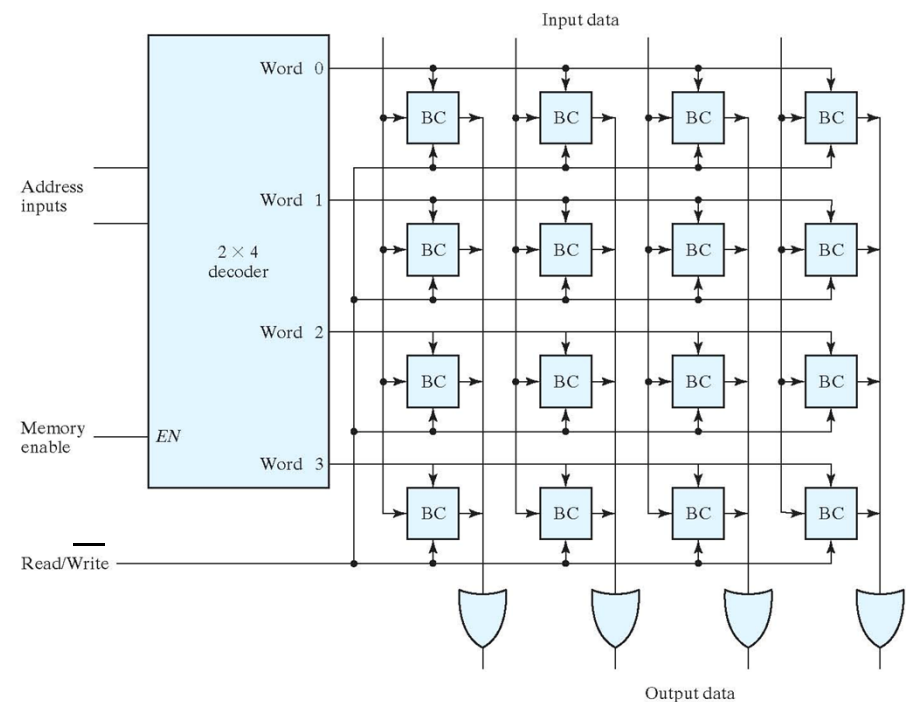 Input data
Word 0
BC BC BC BC
Address
inputs
Word 1
2 × 4
decoder
BC BC BC BC
Word 2
BC BC BC BC
Memory
enable
EN
Word 3
BC BC BC BC
Read/Write
Output data